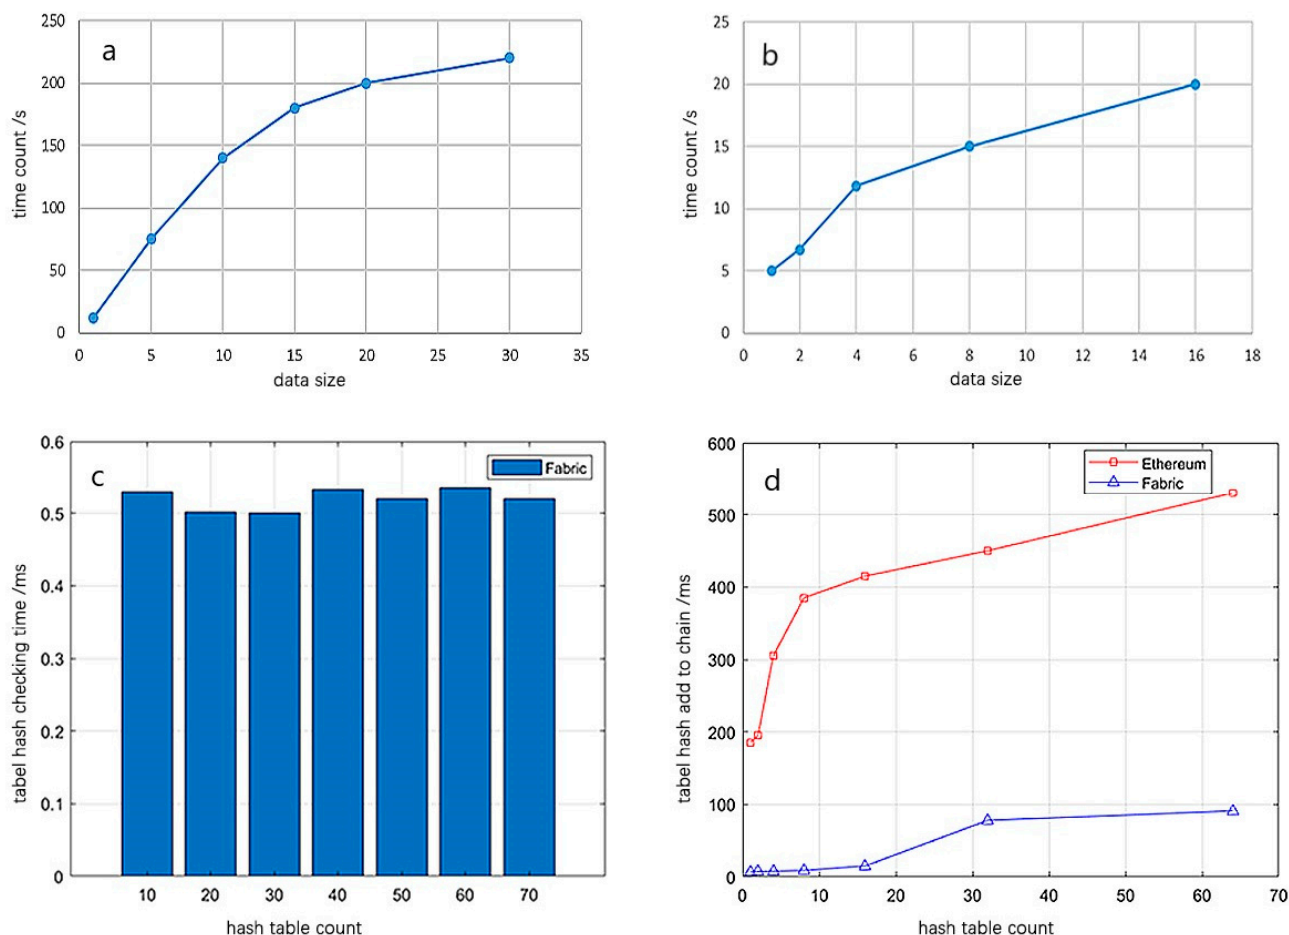 a
time count /s
250
200
150
100
50
0
0 5 10 15 20 25 30 35
data size
b
time count /s
25
20
15
10
5
0
0 2 4 6 8 10 12 14 16 18
data size
c
Fabric
tabel hash checking time /ms
0.6
0.5
0.4
0.3
0.2
0.1
0
10 20 30 40 50 60 70
hash table count
d
Ethereum
Fabric
tabel hash add to chain /ms
600
500
400
300
200
100
0
0 10 20 30 40 50 60 70
hash table count